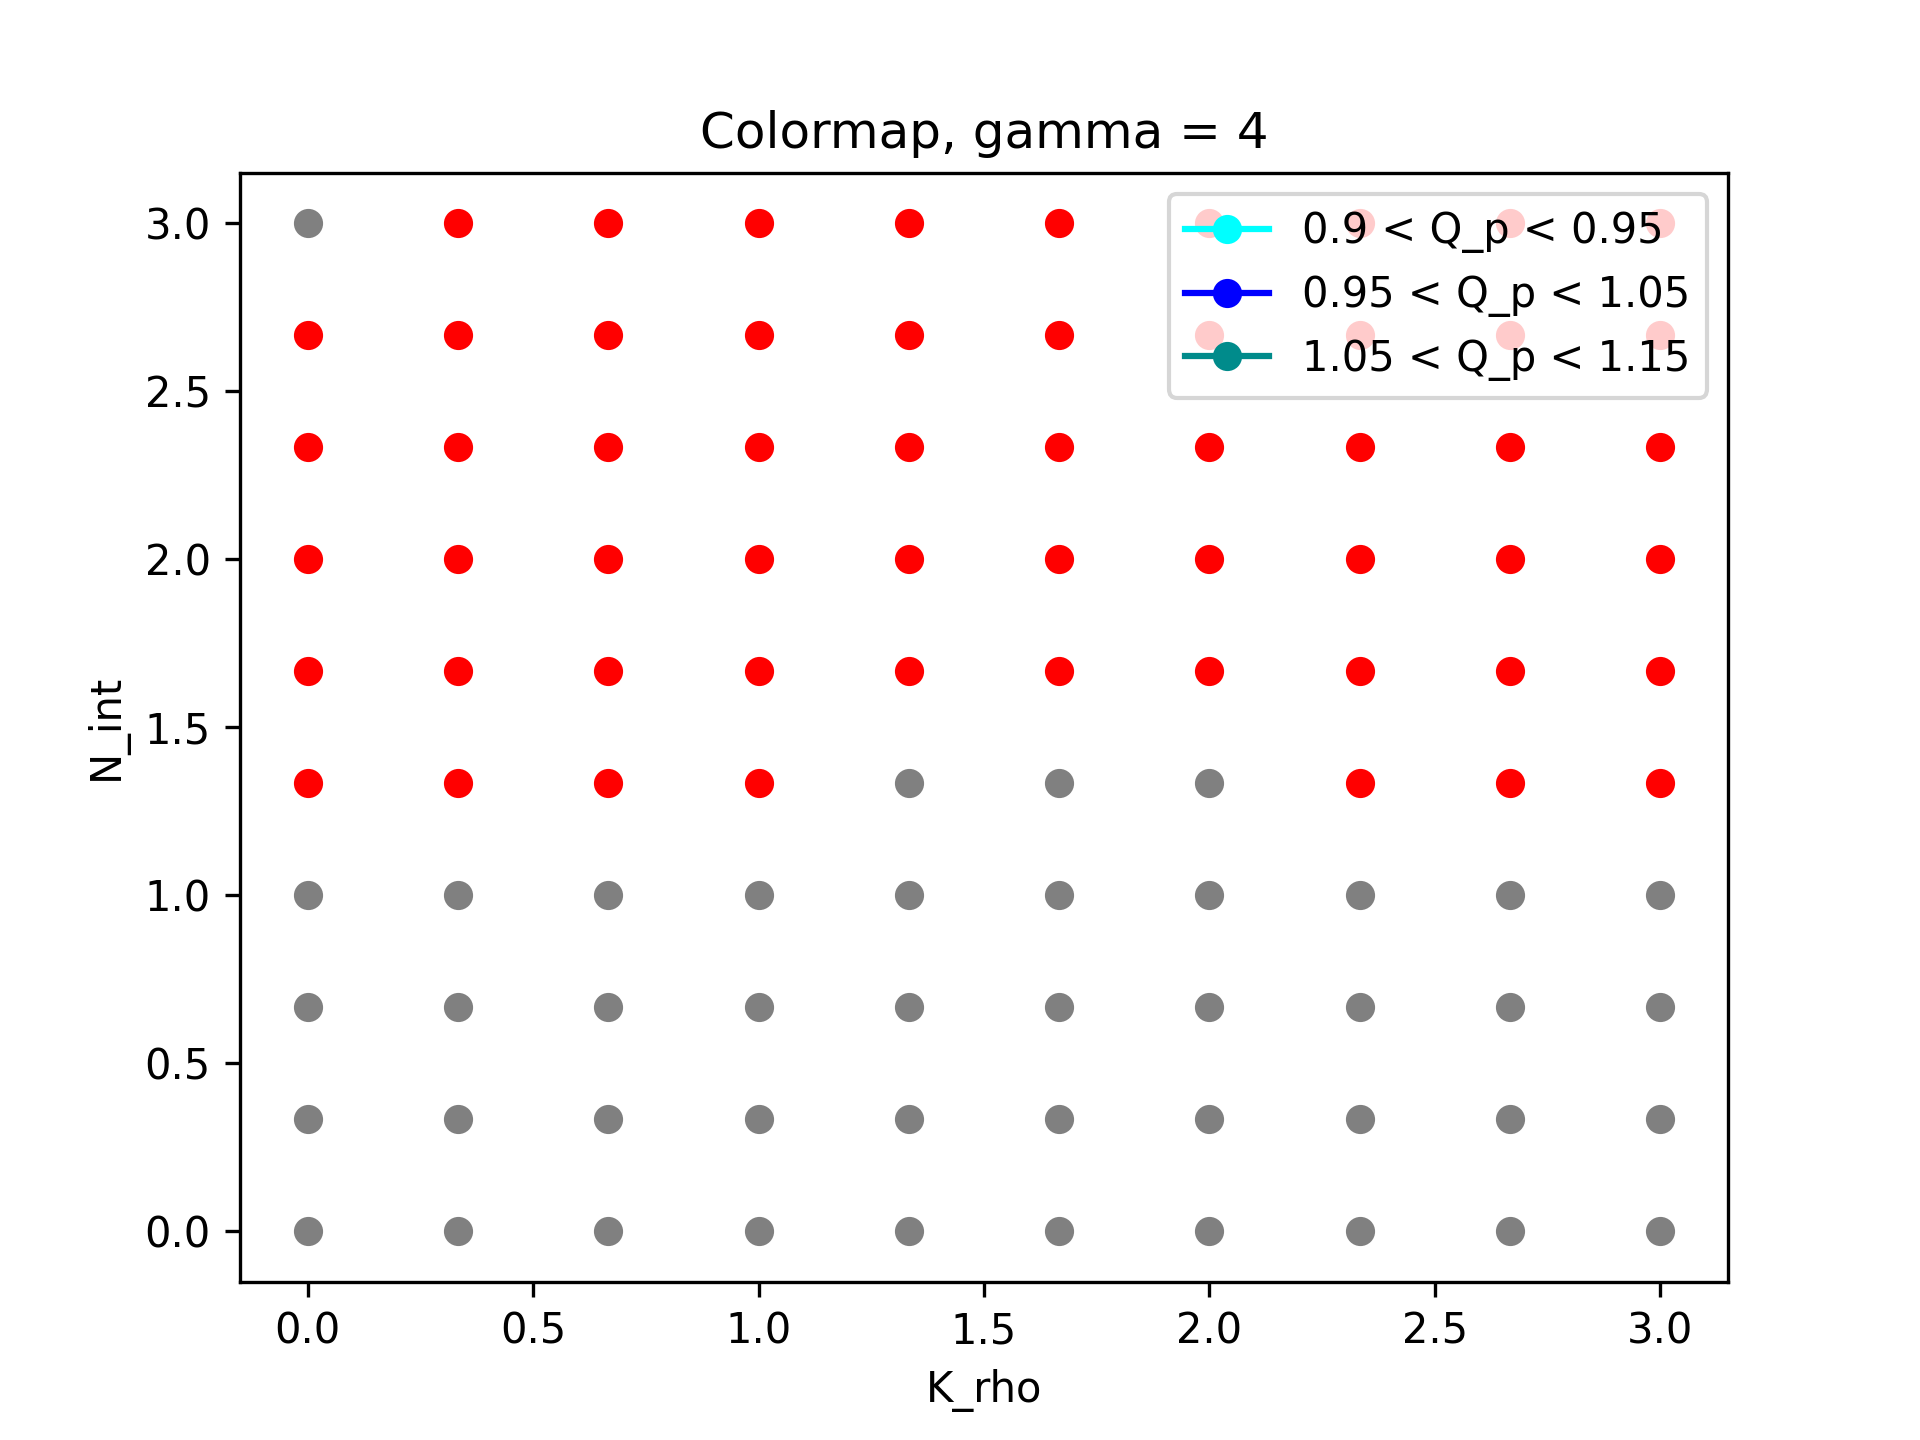 Colormap, gamma = 4
0.9 < Q_p < 0.95
0.95 < Q_p < 1.05
1.05 < Q_p < 1.15
3.0
2.5
2.0
1.5
1.0
0.5
0.0
N_int
0.0 0.5 1.0 1.5 2.0 2.5 3.0
K_rho